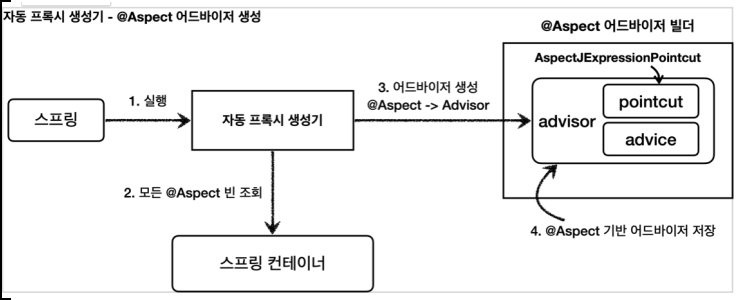 자동 프록시 생성기 - @Aspect 어드바이저 생성
@Aspect 어드바이저 빌더
AspectJExpressionPointcut
3. 어드바이저 생성
@Aspect -> Advisor
1. 실행
스프링
자동 프록시 생성기
advisor
pointcut
advice
2. 모든 @Aspect 빈 조회
4. @Aspect 기반 어드바이저 저장
스프링 컨테이너